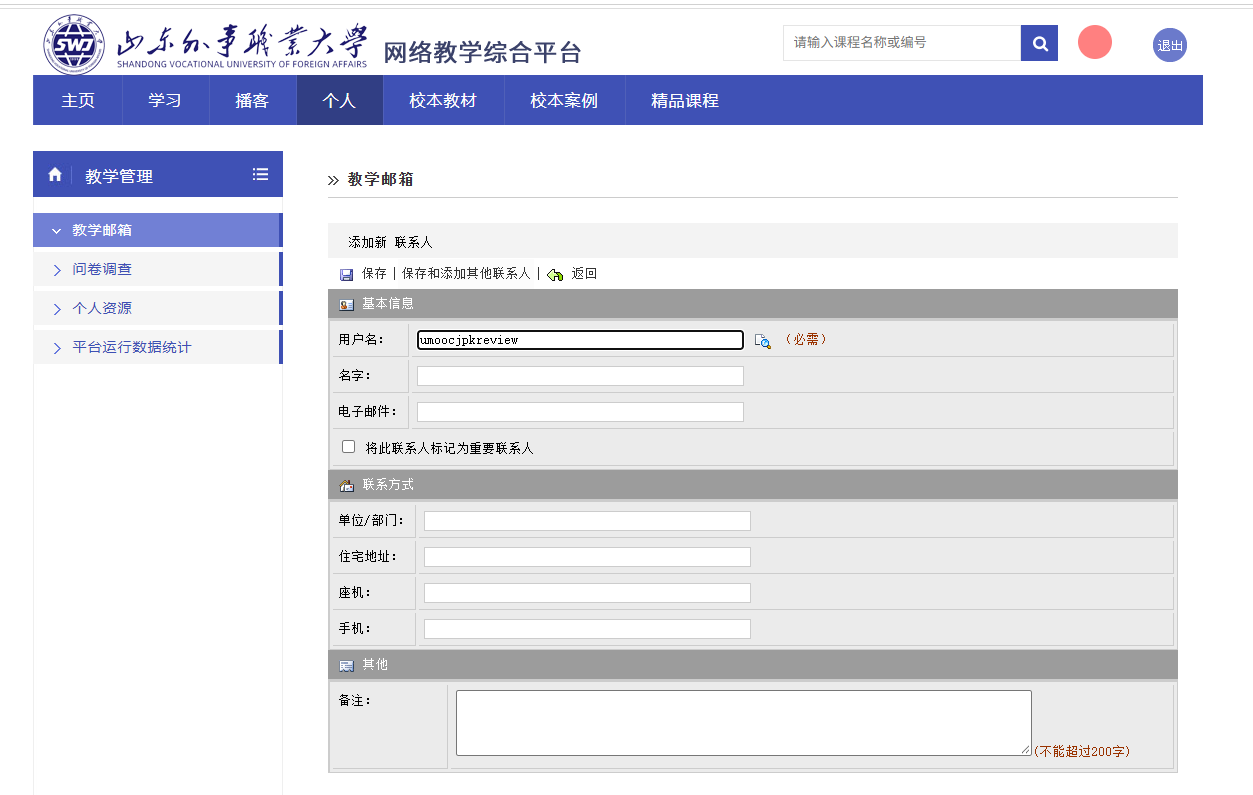 山东外事职业大学
SHANDONG VOCATIONAL UNIVERSITY OF FOREIGN AFFAIRS
SWJ
网络教学综合平台
请输入课程名称或编号
退出
主页 学习 播客 个人 校本教材 校本案例 精品课程
教学管理
教学邮箱
问卷调查
个人资源
平台运行数据统计
» 教学邮箱
添加新 联系人
保存 | 保存和添加其他联系人 | 返回
基本信息
用户名: umoocjpkreview (必需)
名字:
电子邮件:
将此联系人标记为重要联系人
联系方式
单位/部门:
住宅地址:
座机:
手机:
其他
备注:
(不能超过200字)